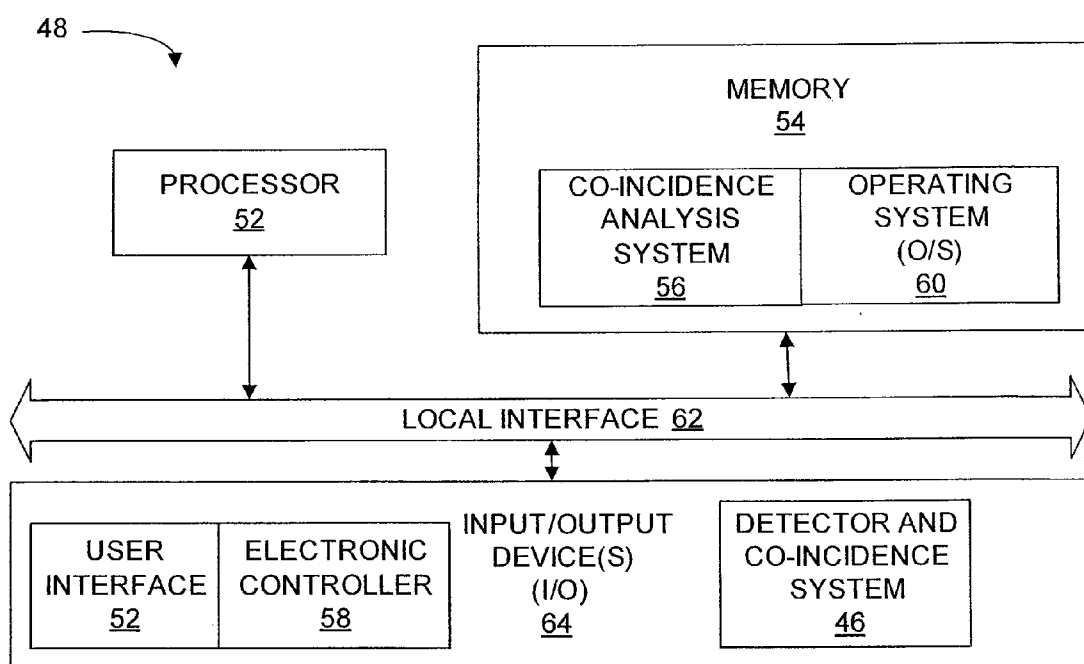 48
MEMORY
54
PROCESSOR
52
CO-INCIDENCE
ANALYSIS
SYSTEM
56
OPERATING
SYSTEM
(O/S)
60
LOCAL INTERFACE 62
USER
INTERFACE
52
ELECTRONIC
CONTROLLER
58
INPUT/OUTPUT
DEVICE(S)
(I/O)
64
DETECTOR AND
CO-INCIDENCE
SYSTEM
46